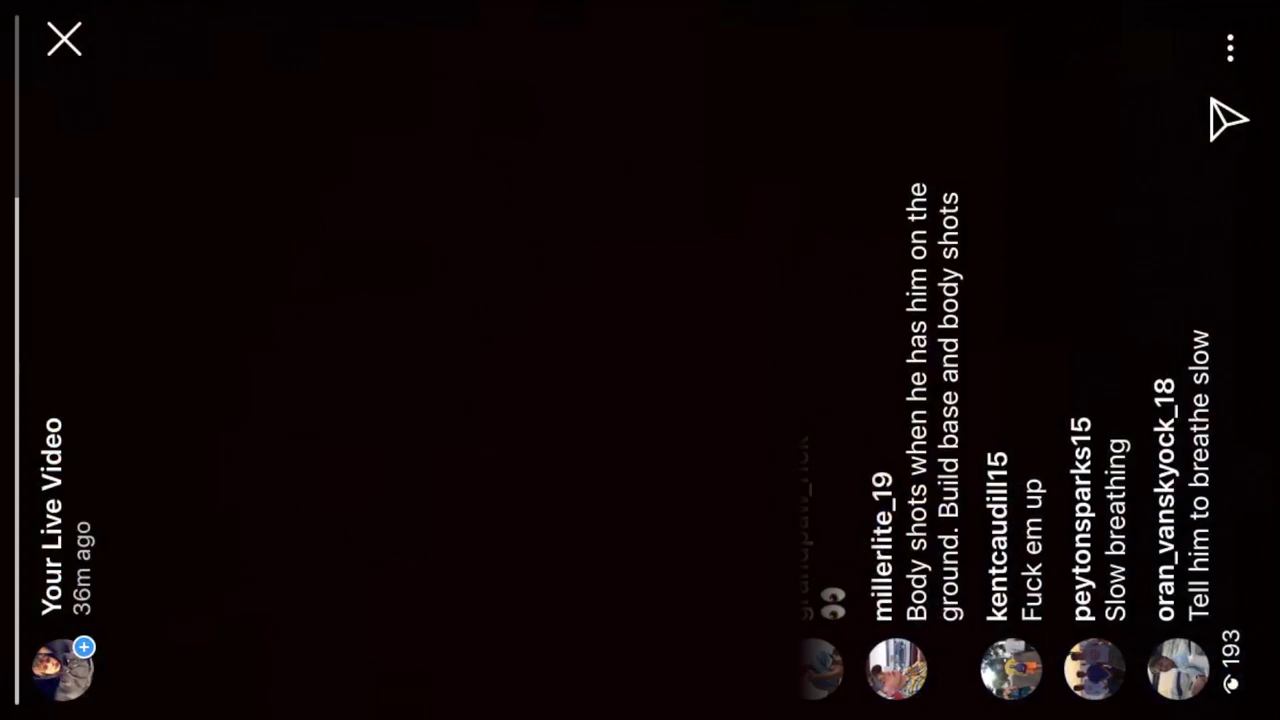 Your Live Video
36m ago
👀
millerlite_19
Body shots when he has him on the
ground. Build base and body shots
kentcaudill15
Fuck em up
peytonsparks15
Slow breathing
oran_vanskyock_18
Tell him to breathe slow
193